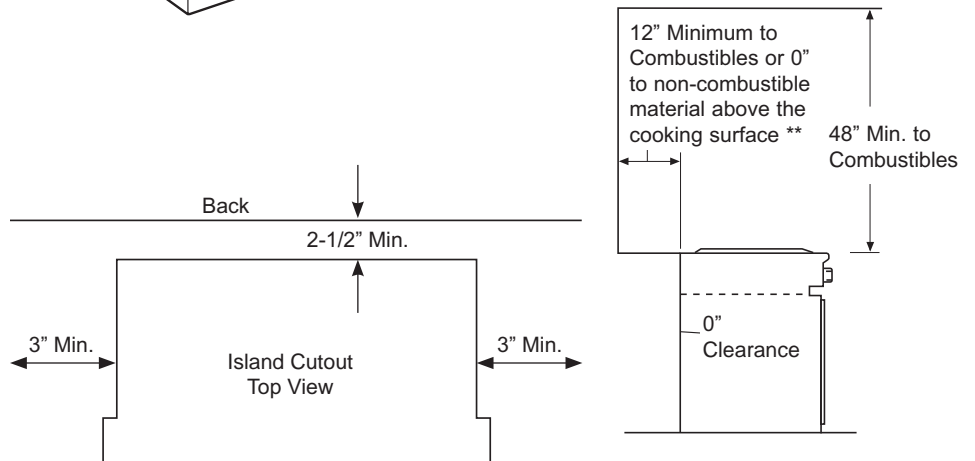 12” Minimum to
Combustibles or 0”
to non-combustible
material above the
cooking surface **
48” Min. to
Combustibles
Back
2-1/2” Min.
3” Min.
Island Cutout
Top View
3” Min.
0”
Clearance